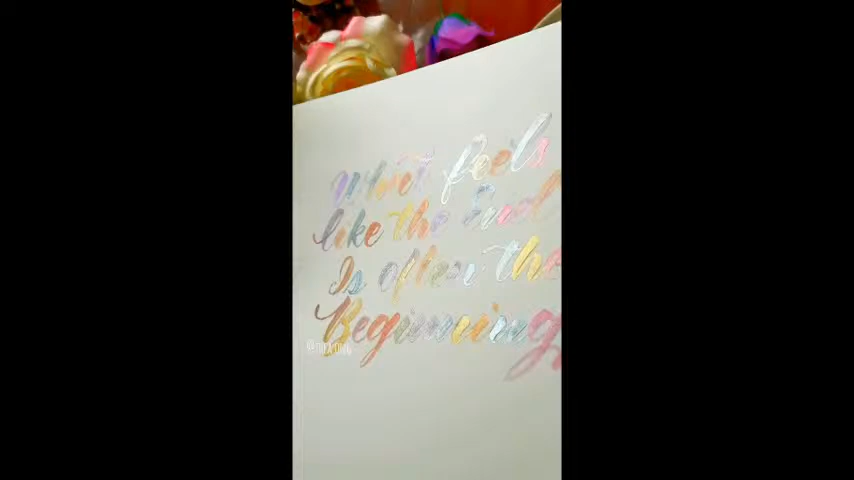 What feels
like the End
Is often the
Beginning